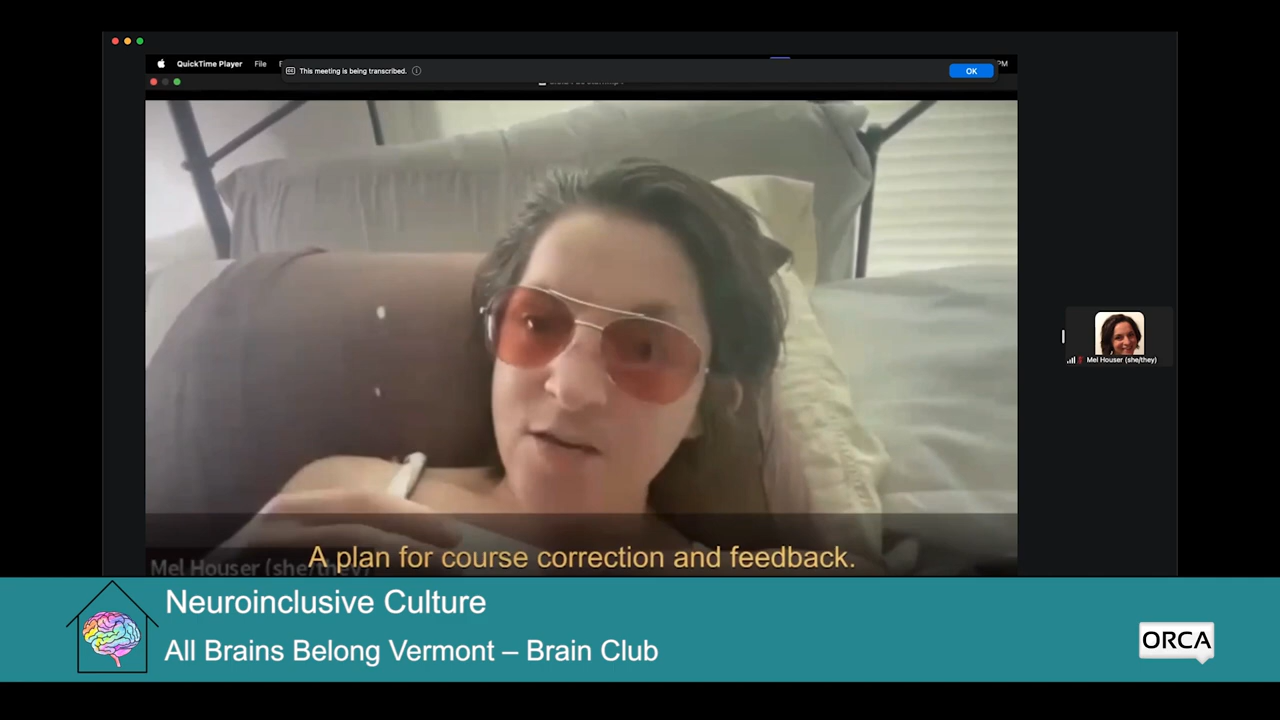 QuickTime Player File
This meeting is being transcribed.
OK
PM
Mel Houser (she/they)
A plan for course correction and feedback.
Mel Houser (she/they)
Neuroinclusive Culture
All Brains Belong Vermont – Brain Club
ORCA